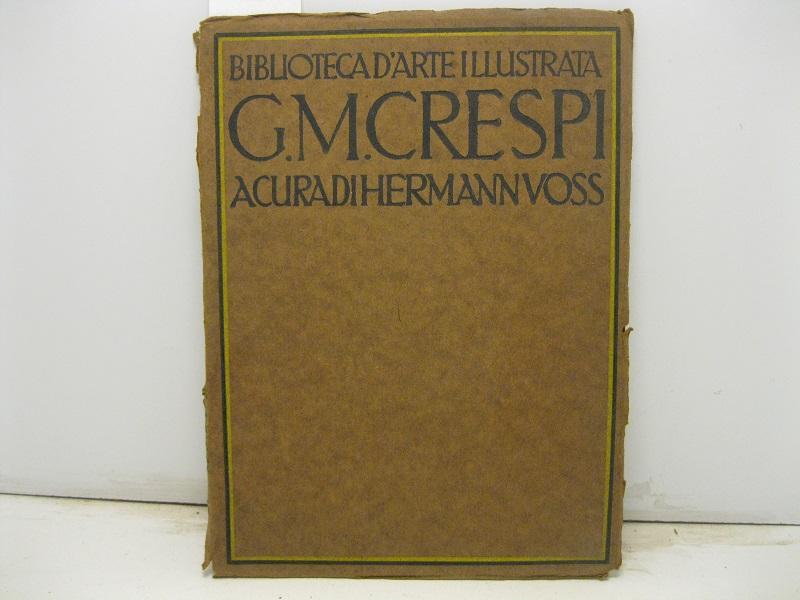 BIBLIOTECA D'ARTE ILLUSTRATA
G.M.CRESPI
A CURA DI HERMANN VOSS